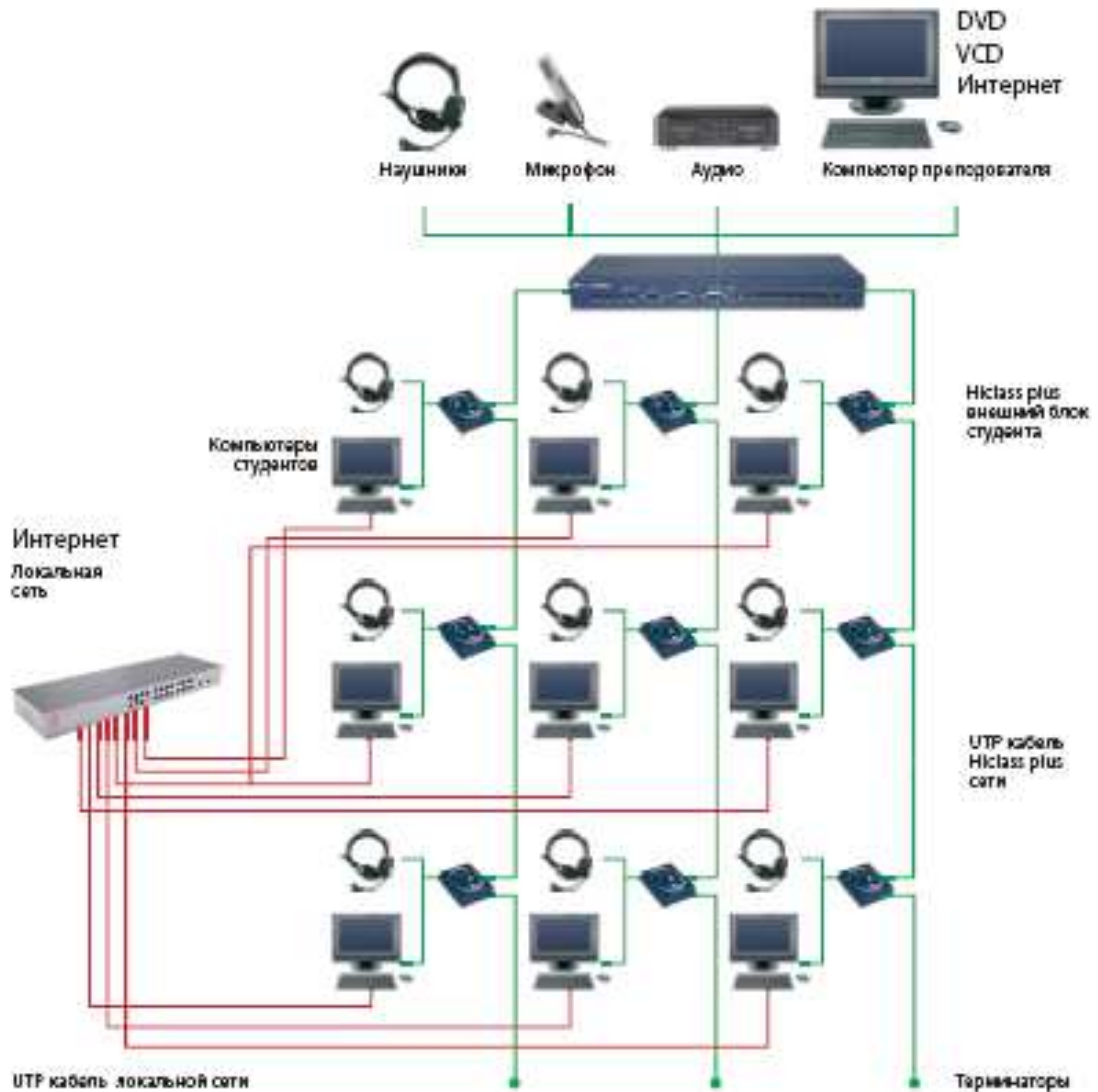 DVD
VCD
Интернет
Наушники
Микрофон
Аудио
Компьютер преподователя
Hiclass plus
внешний блок
студента
Компьютеры
студентов
Интернет
Локальная
сеть
UTP кабель
Hiclass plus
сети
UTP кабель локальной сети
Терминаторы